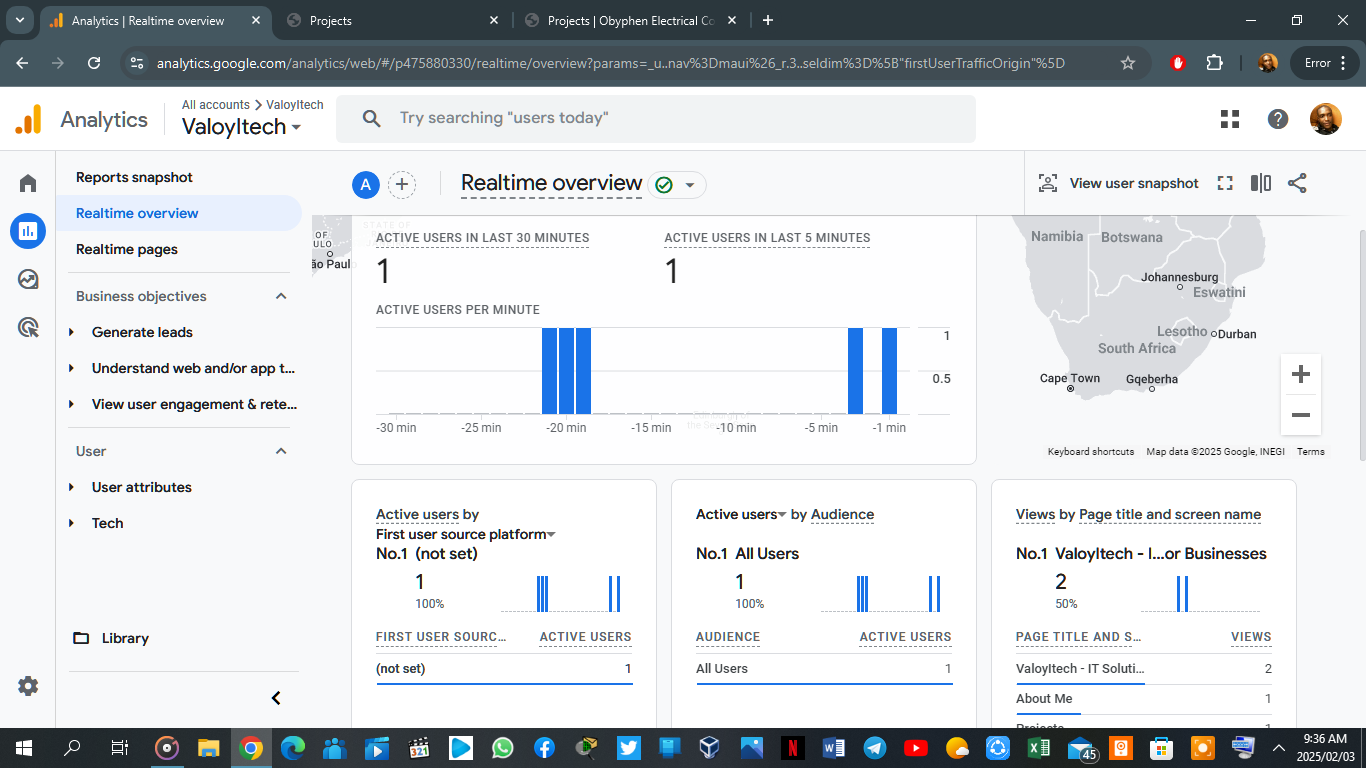 Analytics | Realtime overview
Projects
Projects | Obyphen Electrical Co
analytics.google.com/analytics/web/#/p475880330/realtime/overview?params=_u..nav%3Dmaui%26_r.3..seldim%3D%5B"firstUserTrafficOrigin"%5D
Error
Analytics
All accounts > ValoyItech
ValoyItech
Try searching "users today"
Reports snapshot
Realtime overview
Realtime pages
Business objectives
Generate leads
Understand web and/or app t...
View user engagement & rete...
User
User attributes
Tech
Library
A
Realtime overview
View user snapshot
STATE OF
OF
ULO
ão Paulo
ACTIVE USERS IN LAST 30 MINUTES
1
ACTIVE USERS IN LAST 5 MINUTES
1
ACTIVE USERS PER MINUTE
1
0.5
-30 min
-25 min
-20 min
-15 min
-10 min
-5 min
-1 min
Namibia
Botswana
Johannesburg
Eswatini
Lesotho
Durban
South Africa
Cape Town
Gqeberha
Keyboard shortcuts
Map data ©2025 Google, INEGI
Terms
Active users by
First user source platform
No.1 (not set)
1
100%
FIRST USER SOURC... ACTIVE USERS
(not set) 1
Active users by Audience
No.1 All Users
1
100%
AUDIENCE ACTIVE USERS
All Users 1
Views by Page title and screen name
No.1 ValoyItech - I...or Businesses
2
50%
PAGE TITLE AND S... VIEWS
ValoyItech - IT Soluti... 2
About Me 1
Projects 1
321
45
9:36 AM
2025/02/03